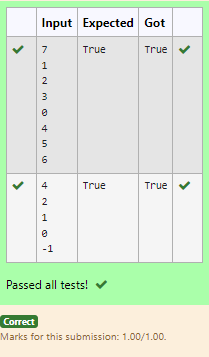 Input Expected Got
7 True True
1
2
3
0
4
5
6
4 True True
2
1
0
-1
Passed all tests!
Correct
Marks for this submission: 1.00/1.00.